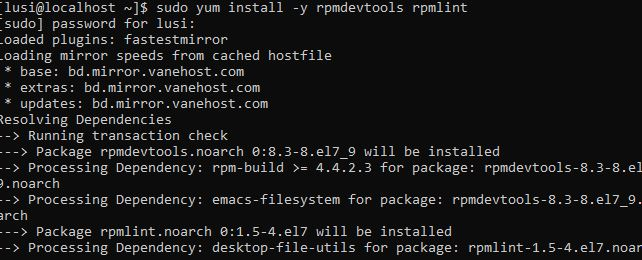 [lusi@localhost ~]$ sudo yum install -y rpmdevtools rpmlint
[sudo] password for lusi:
Loaded plugins: fastestmirror
Loading mirror speeds from cached hostfile
 * base: bd.mirror.vanehost.com
 * extras: bd.mirror.vanehost.com
 * updates: bd.mirror.vanehost.com
Resolving Dependencies
--> Running transaction check
---> Package rpmdevtools.noarch 0:8.3-8.el7_9 will be installed
--> Processing Dependency: rpm-build >= 4.4.2.3 for package: rpmdevtools-8.3-8.el
9.noarch
--> Processing Dependency: emacs-filesystem for package: rpmdevtools-8.3-8.el7_9.
arch
---> Package rpmlint.noarch 0:1.5-4.el7 will be installed
--> Processing Dependency: desktop-file-utils for package: rpmlint-1.5-4.el7.noar